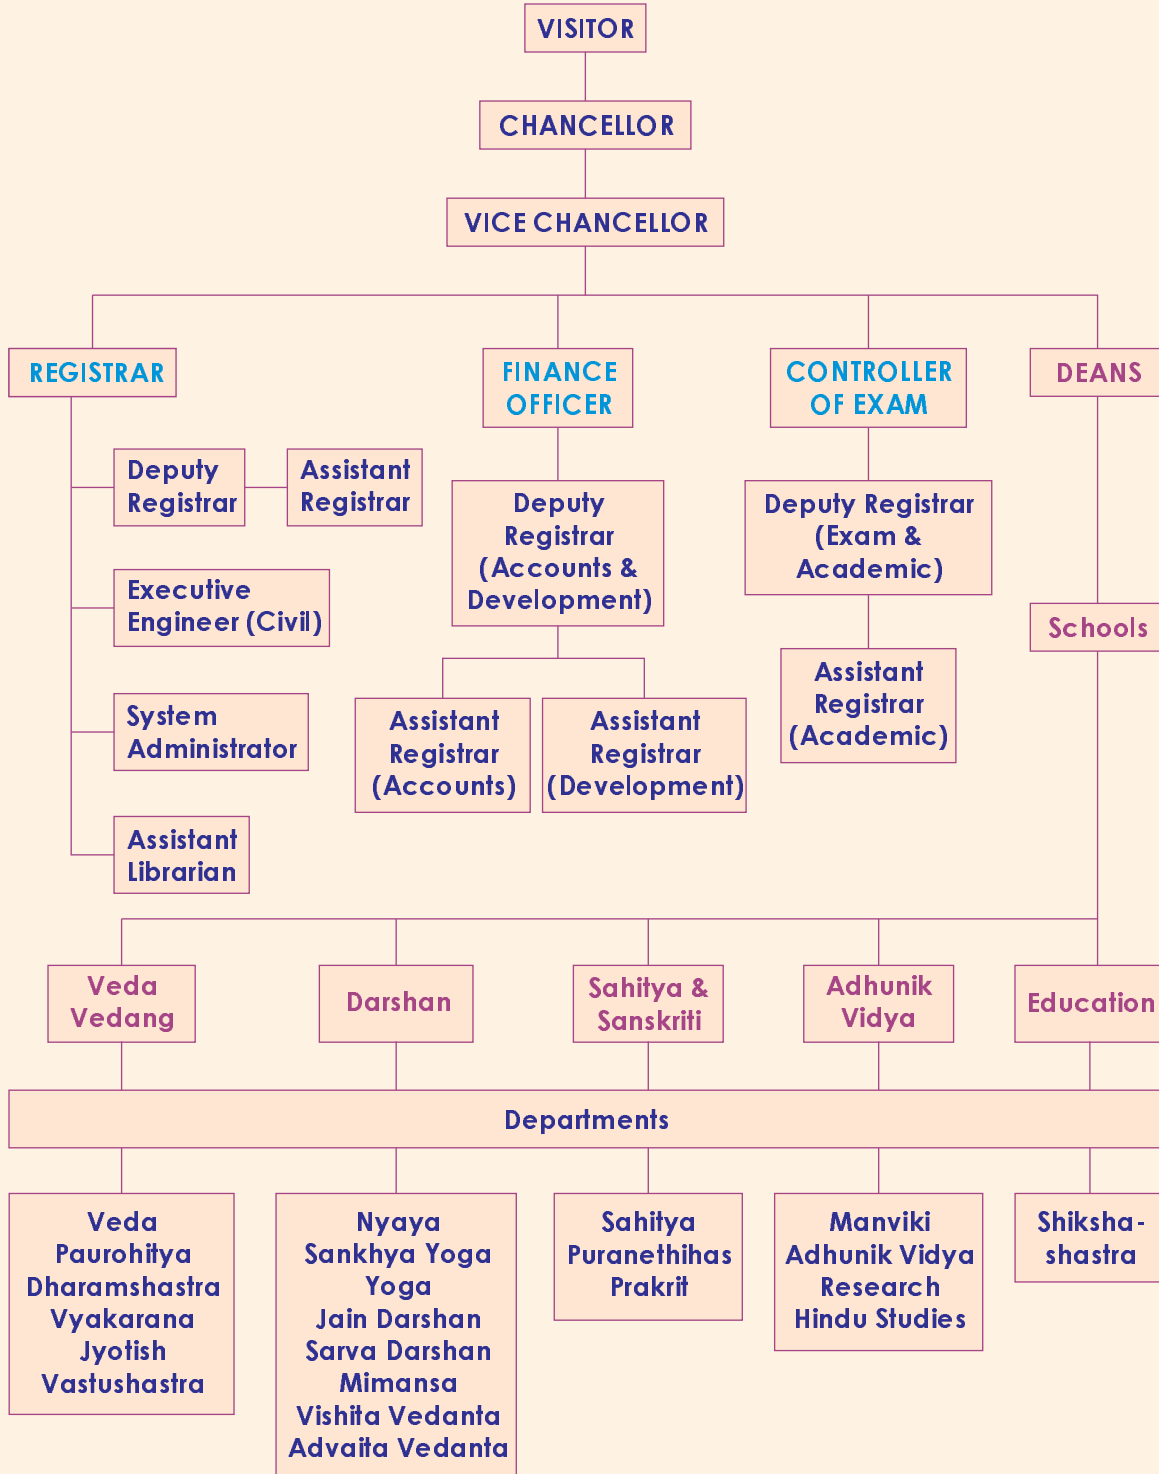 VISITOR
CHANCELLOR
VICE CHANCELLOR
REGISTRAR
FINANCE
OFFICER
CONTROLLER
OF EXAM
DEANS
Deputy
Registrar
Assistant
Registrar
Executive
Engineer (Civil)
System
Administrator
Assistant
Librarian
Deputy
Registrar
(Accounts &
Development)
Assistant
Registrar
(Accounts)
Assistant
Registrar
(Development)
Deputy Registrar
(Exam &
Academic)
Assistant
Registrar
(Academic)
Schools
Veda
Vedang
Darshan
Sahitya &
Sanskriti
Adhunik
Vidya
Education
Departments
Veda
Paurohitya
Dharamshastra
Vyakarana
Jyotish
Vastushastra
Nyaya
Sankhya Yoga
Yoga
Jain Darshan
Sarva Darshan
Mimansa
Vishita Vedanta
Advaita Vedanta
Sahitya
Puranethihas
Prakrit
Manviki
Adhunik Vidya
Research
Hindu Studies
Shiksha-
shastra